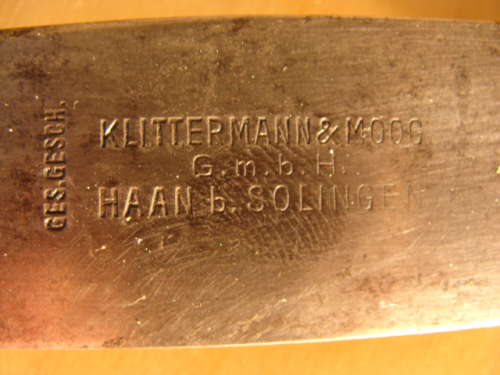 GES.GESCH.
KLITTERMANN & MOOG
G.m.b.H.
HAAN b. SOLINGEN